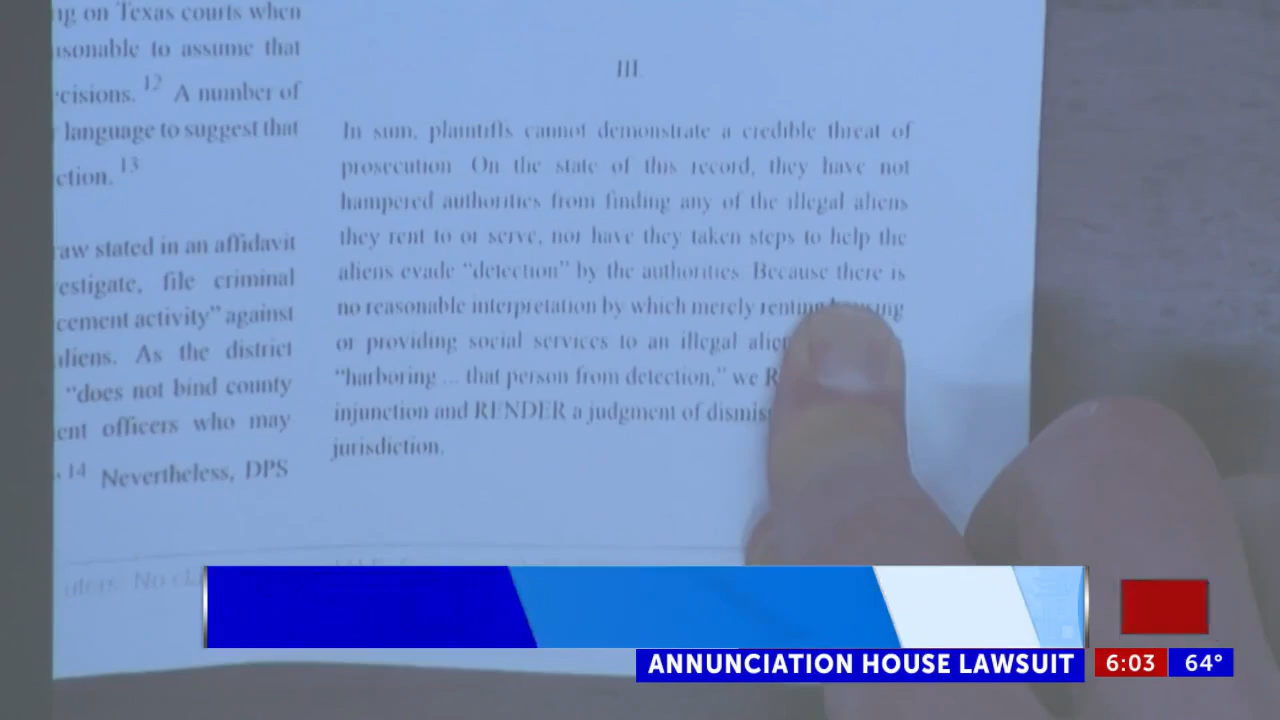 ng on Texas courts when
sonable to assume that
cisions. 12 A number of
language to suggest that
ction. 13
aw stated in an affidavit
estigate, file criminal
cement activity" against
aliens. As the district
"does not bind county
ent officers who may
14 Nevertheless, DPS
III
In sum, plaintiffs cannot demonstrate a credible threat of
prosecution. On the state of this record, they have not
hampered authorities from finding any of the illegal aliens
they rent to or serve, nor have they taken steps to help the
aliens evade "detection" by the authorities. Because there is
no reasonable interpretation by which merely renting
or providing social services to an illegal alie
"harboring ... that person from detection," we R
injunction and RENDER a judgment of dismis
jurisdiction.
No
ANNUNCIATION HOUSE LAWSUIT
6:03
64°